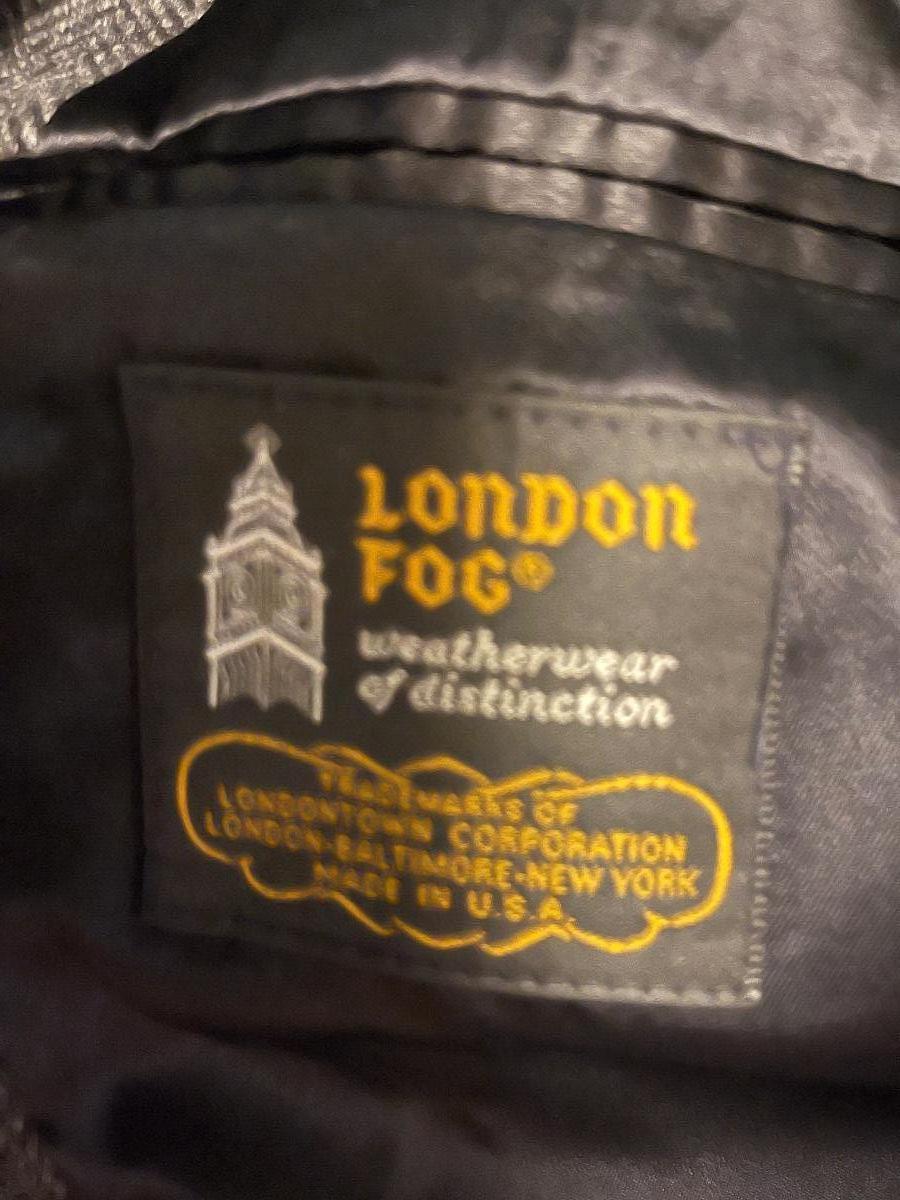 LONDON
FOG®
weatherwear
of distinction
TRADEMARKS OF
LONDONTOWN CORPORATION
LONDON-BALTIMORE-NEW YORK
MADE IN U.S.A.